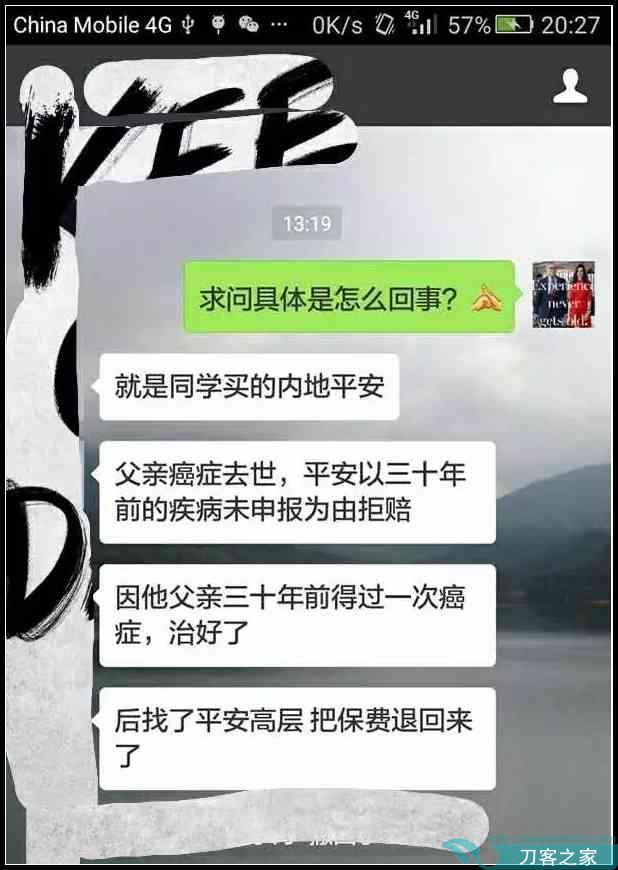 China Mobile 4G 0K/s 4G 57% 20:27
KEEP
13:19
求问具体是怎么回事？
Experience
never
gets old.
就是同学买的内地平安
父亲癌症去世，平安以三十年
前的疾病未申报为由拒赔
因他父亲三十年前得过一次癌
症，治好了
后找了平安高层 把保费退回来
了
刀客之家